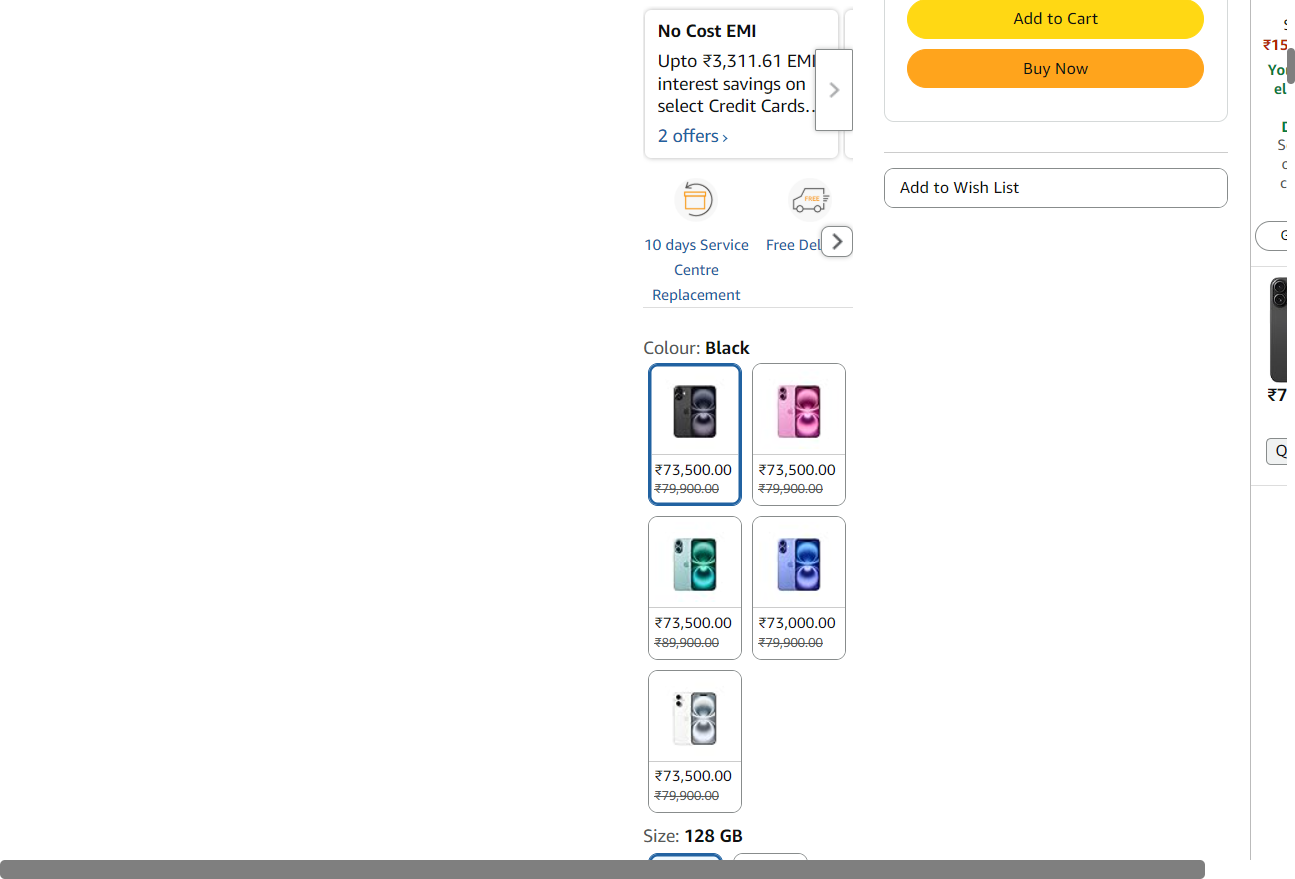 No Cost EMI
Upto ₹3,311.61 EMI
interest savings on
select Credit Cards..
2 offers ›
10 days Service
Centre
Replacement
FREE
Free Del
Colour: Black
₹73,500.00
₹79,900.00
₹73,500.00
₹79,900.00
₹73,500.00
₹89,900.00
₹73,000.00
₹79,900.00
₹73,500.00
₹79,900.00
Size: 128 GB
Add to Cart
Buy Now
Add to Wish List
₹15
You
el
₹7